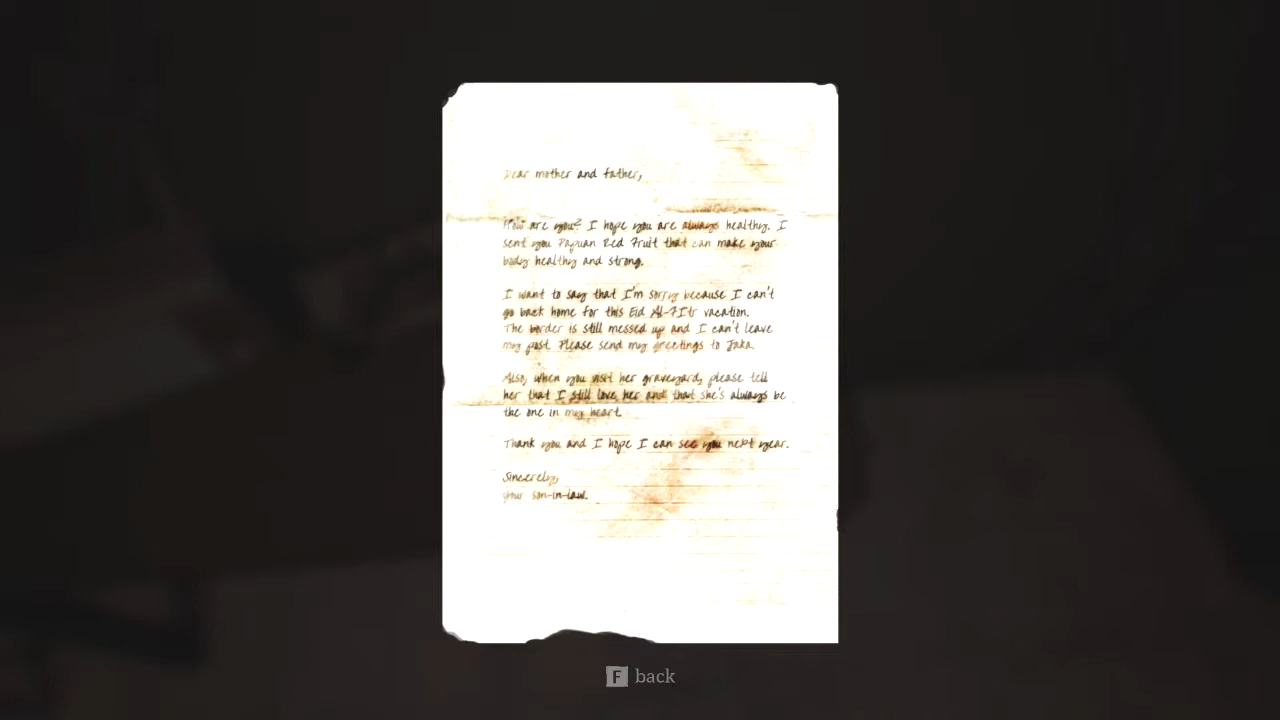 Dear mother and father,
How are you? I hope you are always healthy. I
sent you Papuan Red Fruit that can make your
body healthy and strong.
I want to say that I'm sorry because I can't
go back home for this Eid Al-FItr vacation.
The border is still messed up and I can't leave
my post. Please send my greetings to Jaka.
Also, when you visit her graveyard, please tell
her that I still love her and that she's always be
the one in my heart.
Thank you and I hope I can see you next year.
Sincerely,
your son-in-law.
F back